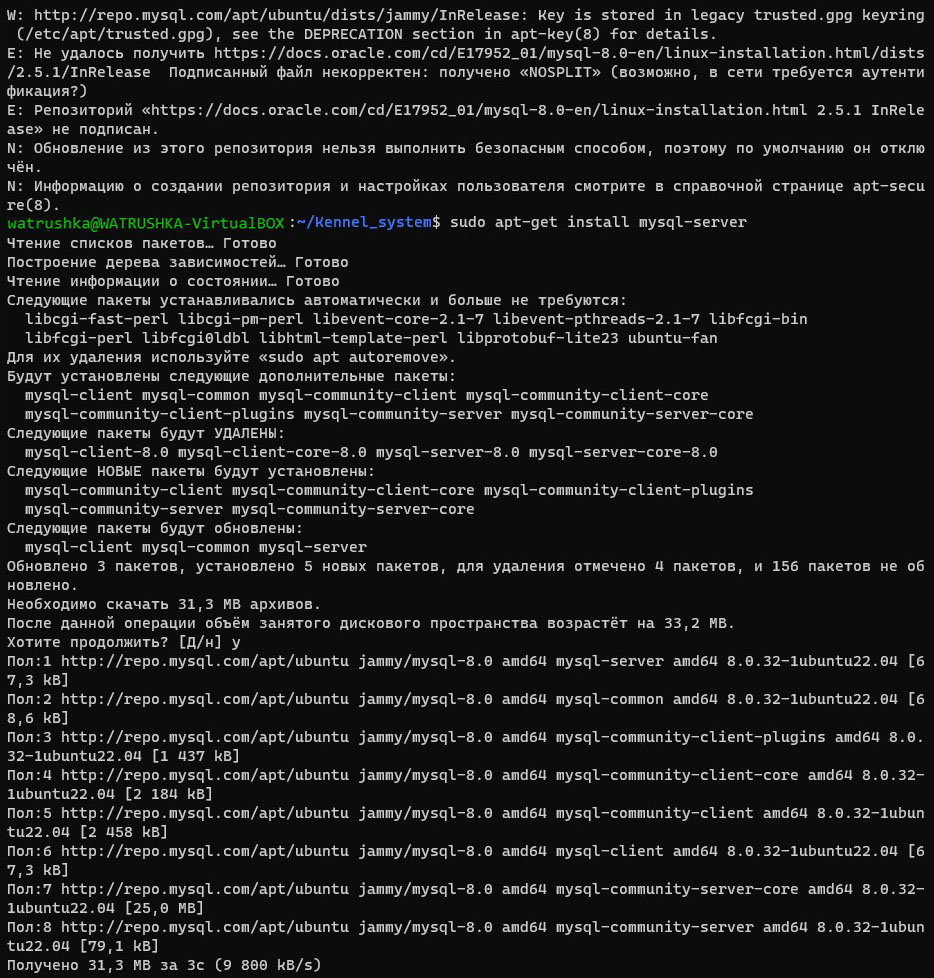 W: http://repo.mysql.com/apt/ubuntu/dists/jammy/InRelease: Key is stored in legacy trusted.gpg keyring
 (/etc/apt/trusted.gpg), see the DEPRECATION section in apt-key(8) for details.
E: Не удалось получить https://docs.oracle.com/cd/E17952_01/mysql-8.0-en/linux-installation.html/dists
/2.5.1/InRelease  Подписанный файл некорректен: получено «NOSPLIT» (возможно, в сети требуется аутенти
фикация?)
E: Репозиторий «https://docs.oracle.com/cd/E17952_01/mysql-8.0-en/linux-installation.html 2.5.1 InRele
ase» не подписан.
N: Обновление из этого репозитория нельзя выполнить безопасным способом, поэтому по умолчанию он отклю
чён.
N: Информацию о создании репозитория и настройках пользователя смотрите в справочной странице apt-secu
re(8).
watrushka@WATRUSHKA-VirtualBOX:~/Kennel_system$ sudo apt-get install mysql-server
Чтение списков пакетов… Готово
Построение дерева зависимостей… Готово
Чтение информации о состоянии… Готово
Следующие пакеты устанавливались автоматически и больше не требуются:
  libcgi-fast-perl libcgi-pm-perl libevent-core-2.1-7 libevent-pthreads-2.1-7 libfcgi-bin
  libfcgi-perl libfcgi0ldbl libhtml-template-perl libprotobuf-lite23 ubuntu-fan
Для их удаления используйте «sudo apt autoremove».
Будут установлены следующие дополнительные пакеты:
  mysql-client mysql-common mysql-community-client mysql-community-client-core
  mysql-community-client-plugins mysql-community-server mysql-community-server-core
Следующие пакеты будут УДАЛЕНЫ:
  mysql-client-8.0 mysql-client-core-8.0 mysql-server-8.0 mysql-server-core-8.0
Следующие НОВЫЕ пакеты будут установлены:
  mysql-community-client mysql-community-client-core mysql-community-client-plugins
  mysql-community-server mysql-community-server-core
Следующие пакеты будут обновлены:
  mysql-client mysql-common mysql-server
Обновлено 3 пакетов, установлено 5 новых пакетов, для удаления отмечено 4 пакетов, и 156 пакетов не об
новлено.
Необходимо скачать 31,3 MB архивов.
После данной операции объём занятого дискового пространства возрастёт на 33,2 MB.
Хотите продолжить? [Д/н] y
Пол:1 http://repo.mysql.com/apt/ubuntu jammy/mysql-8.0 amd64 mysql-server amd64 8.0.32-1ubuntu22.04 [6
7,3 kB]
Пол:2 http://repo.mysql.com/apt/ubuntu jammy/mysql-8.0 amd64 mysql-common amd64 8.0.32-1ubuntu22.04 [6
8,6 kB]
Пол:3 http://repo.mysql.com/apt/ubuntu jammy/mysql-8.0 amd64 mysql-community-client-plugins amd64 8.0.
32-1ubuntu22.04 [1 437 kB]
Пол:4 http://repo.mysql.com/apt/ubuntu jammy/mysql-8.0 amd64 mysql-community-client-core amd64 8.0.32-
1ubuntu22.04 [2 184 kB]
Пол:5 http://repo.mysql.com/apt/ubuntu jammy/mysql-8.0 amd64 mysql-community-client amd64 8.0.32-1ubun
tu22.04 [2 458 kB]
Пол:6 http://repo.mysql.com/apt/ubuntu jammy/mysql-8.0 amd64 mysql-client amd64 8.0.32-1ubuntu22.04 [6
7,3 kB]
Пол:7 http://repo.mysql.com/apt/ubuntu jammy/mysql-8.0 amd64 mysql-community-server-core amd64 8.0.32-
1ubuntu22.04 [25,0 MB]
Пол:8 http://repo.mysql.com/apt/ubuntu jammy/mysql-8.0 amd64 mysql-community-server amd64 8.0.32-1ubun
tu22.04 [79,1 kB]
Получено 31,3 MB за 3с (9 800 kB/s)